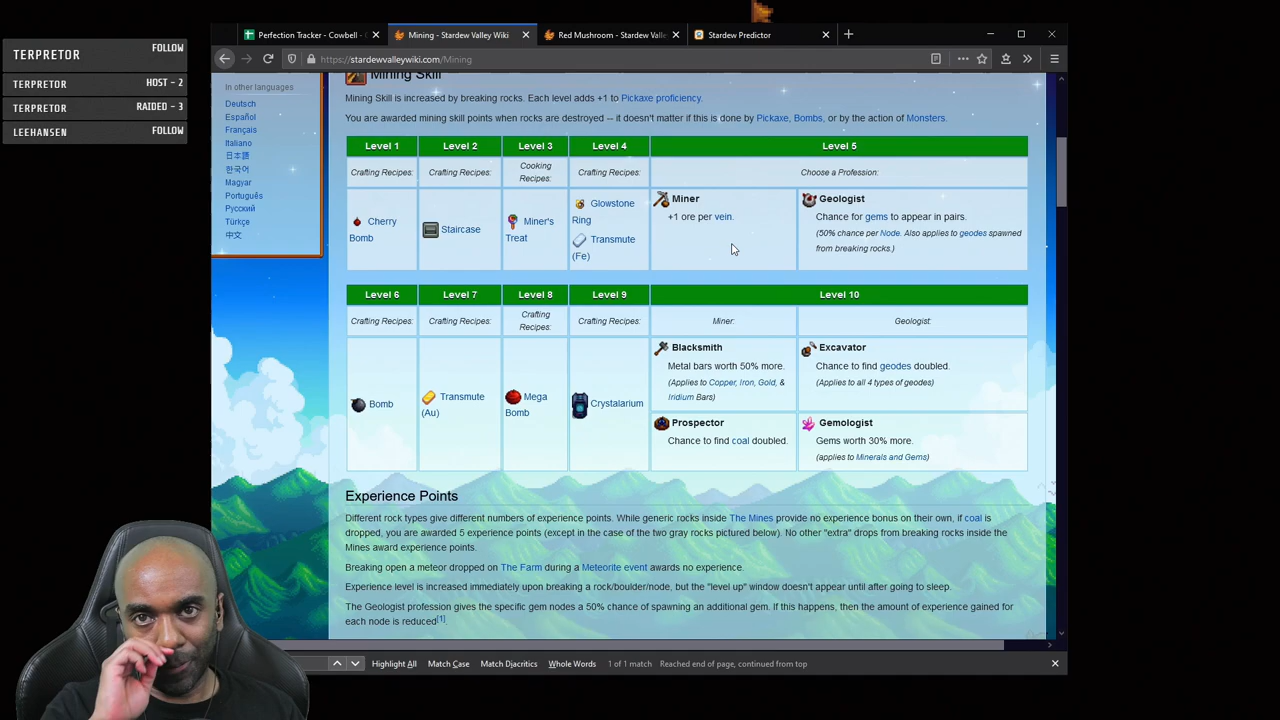 TERPRETOR FOLLOW
TERPRETOR HOST - 2
TERPRETOR RAIDED - 3
LEEHANSEN FOLLOW
Perfection Tracker - Cowbell - C
Mining - Stardew Valley Wiki
Red Mushroom - Stardew Valle
Stardew Predictor
https://stardewvalleywiki.com/Mining
In other languages
Deutsch
Español
Français
Italiano
日本語
한국어
Magyar
Português
Русский
Türkçe
中文
Mining Skill
Mining Skill is increased by breaking rocks. Each level adds +1 to Pickaxe proficiency.
You are awarded mining skill points when rocks are destroyed -- it doesn't matter if this is done by Pickaxe, Bombs, or by the action of Monsters.
Level 1 Level 2 Level 3 Level 4 Level 5
Crafting Recipes: Crafting Recipes: Cooking Recipes: Crafting Recipes: Choose a Profession:
Cherry
Bomb
Staircase
Miner's
Treat
Glowstone
Ring
Transmute
(Fe)
Miner
+1 ore per vein.
Geologist
Chance for gems to appear in pairs.
(50% chance per Node. Also applies to geodes spawned
from breaking rocks.)
Level 6 Level 7 Level 8 Level 9 Level 10
Crafting Recipes: Crafting Recipes: Crafting Recipes: Crafting Recipes: Miner: Geologist:
Bomb
Transmute
(Au)
Mega
Bomb
Crystalarium
Blacksmith
Metal bars worth 50% more.
(Applies to Copper, Iron, Gold, &
Iridium Bars)
Excavator
Chance to find geodes doubled.
(Applies to all 4 types of geodes)
Prospector
Chance to find coal doubled.
Gemologist
Gems worth 30% more.
(applies to Minerals and Gems)
Experience Points
Different rock types give different numbers of experience points. While generic rocks inside The Mines provide no experience bonus on their own, if coal is
dropped, you are awarded 5 experience points (except in the case of the two gray rocks pictured below). No other "extra" drops from breaking rocks inside the
Mines award experience points.
Breaking open a meteor dropped on The Farm during a Meteorite event awards no experience.
Experience level is increased immediately upon breaking a rock/boulder/node, but the "level up" window doesn't appear until after going to sleep.
The Geologist profession gives the specific gem nodes a 50% chance of spawning an additional gem. If this happens, then the amount of experience gained for
each node is reduced[1]
Highlight All Match Case Match Diacritics Whole Words 1 of 1 match Reached end of page, continued from top